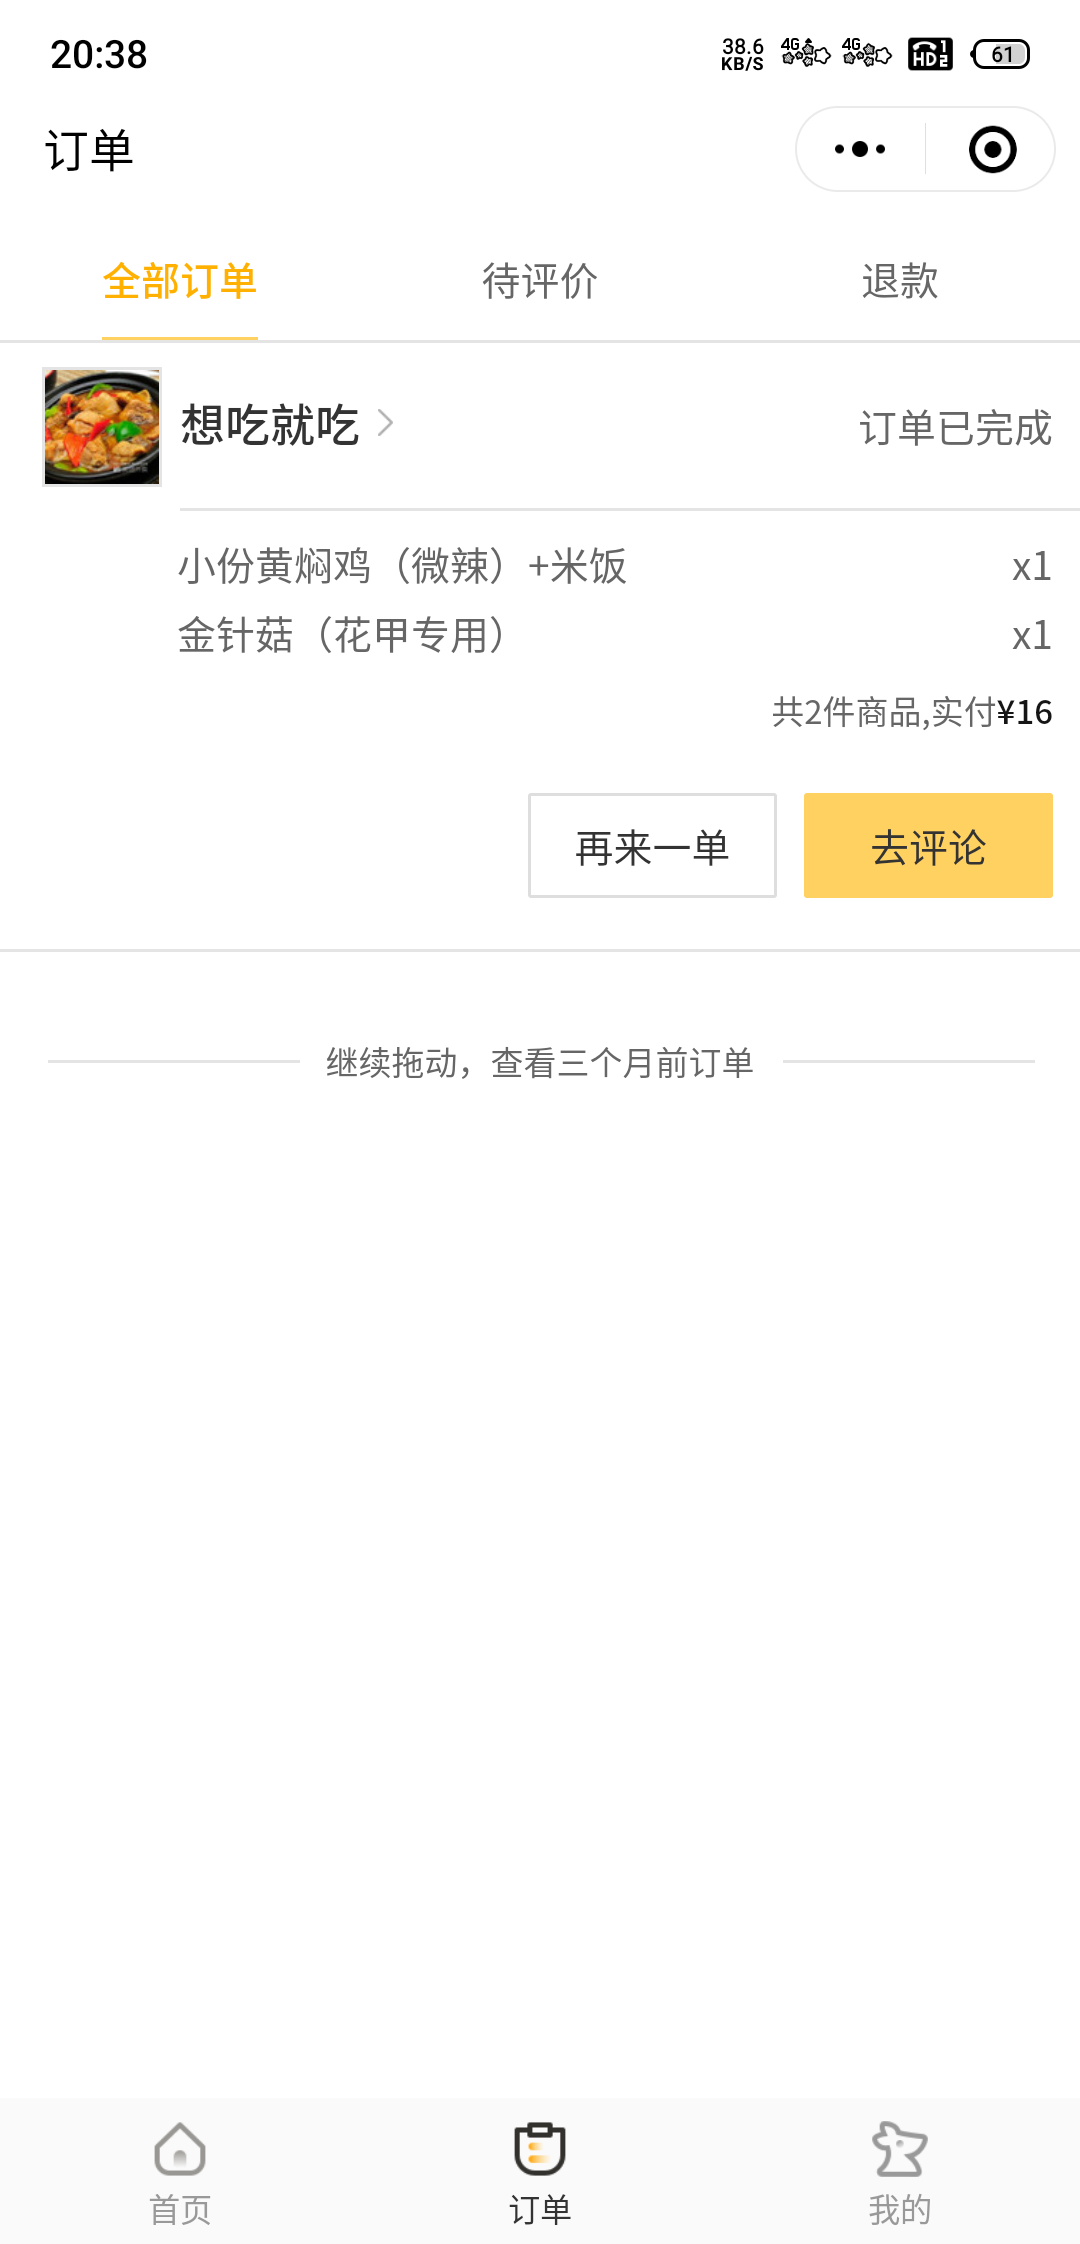 20:38
38.6
KB/S
4G
4G
HD 1 2
61
订单
全部订单
待评价
退款
想吃就吃
订单已完成
小份黄焖鸡（微辣）+米饭 x1
金针菇（花甲专用） x1
共2件商品,实付¥16
再来一单
去评论
继续拖动，查看三个月前订单
首页
订单
我的